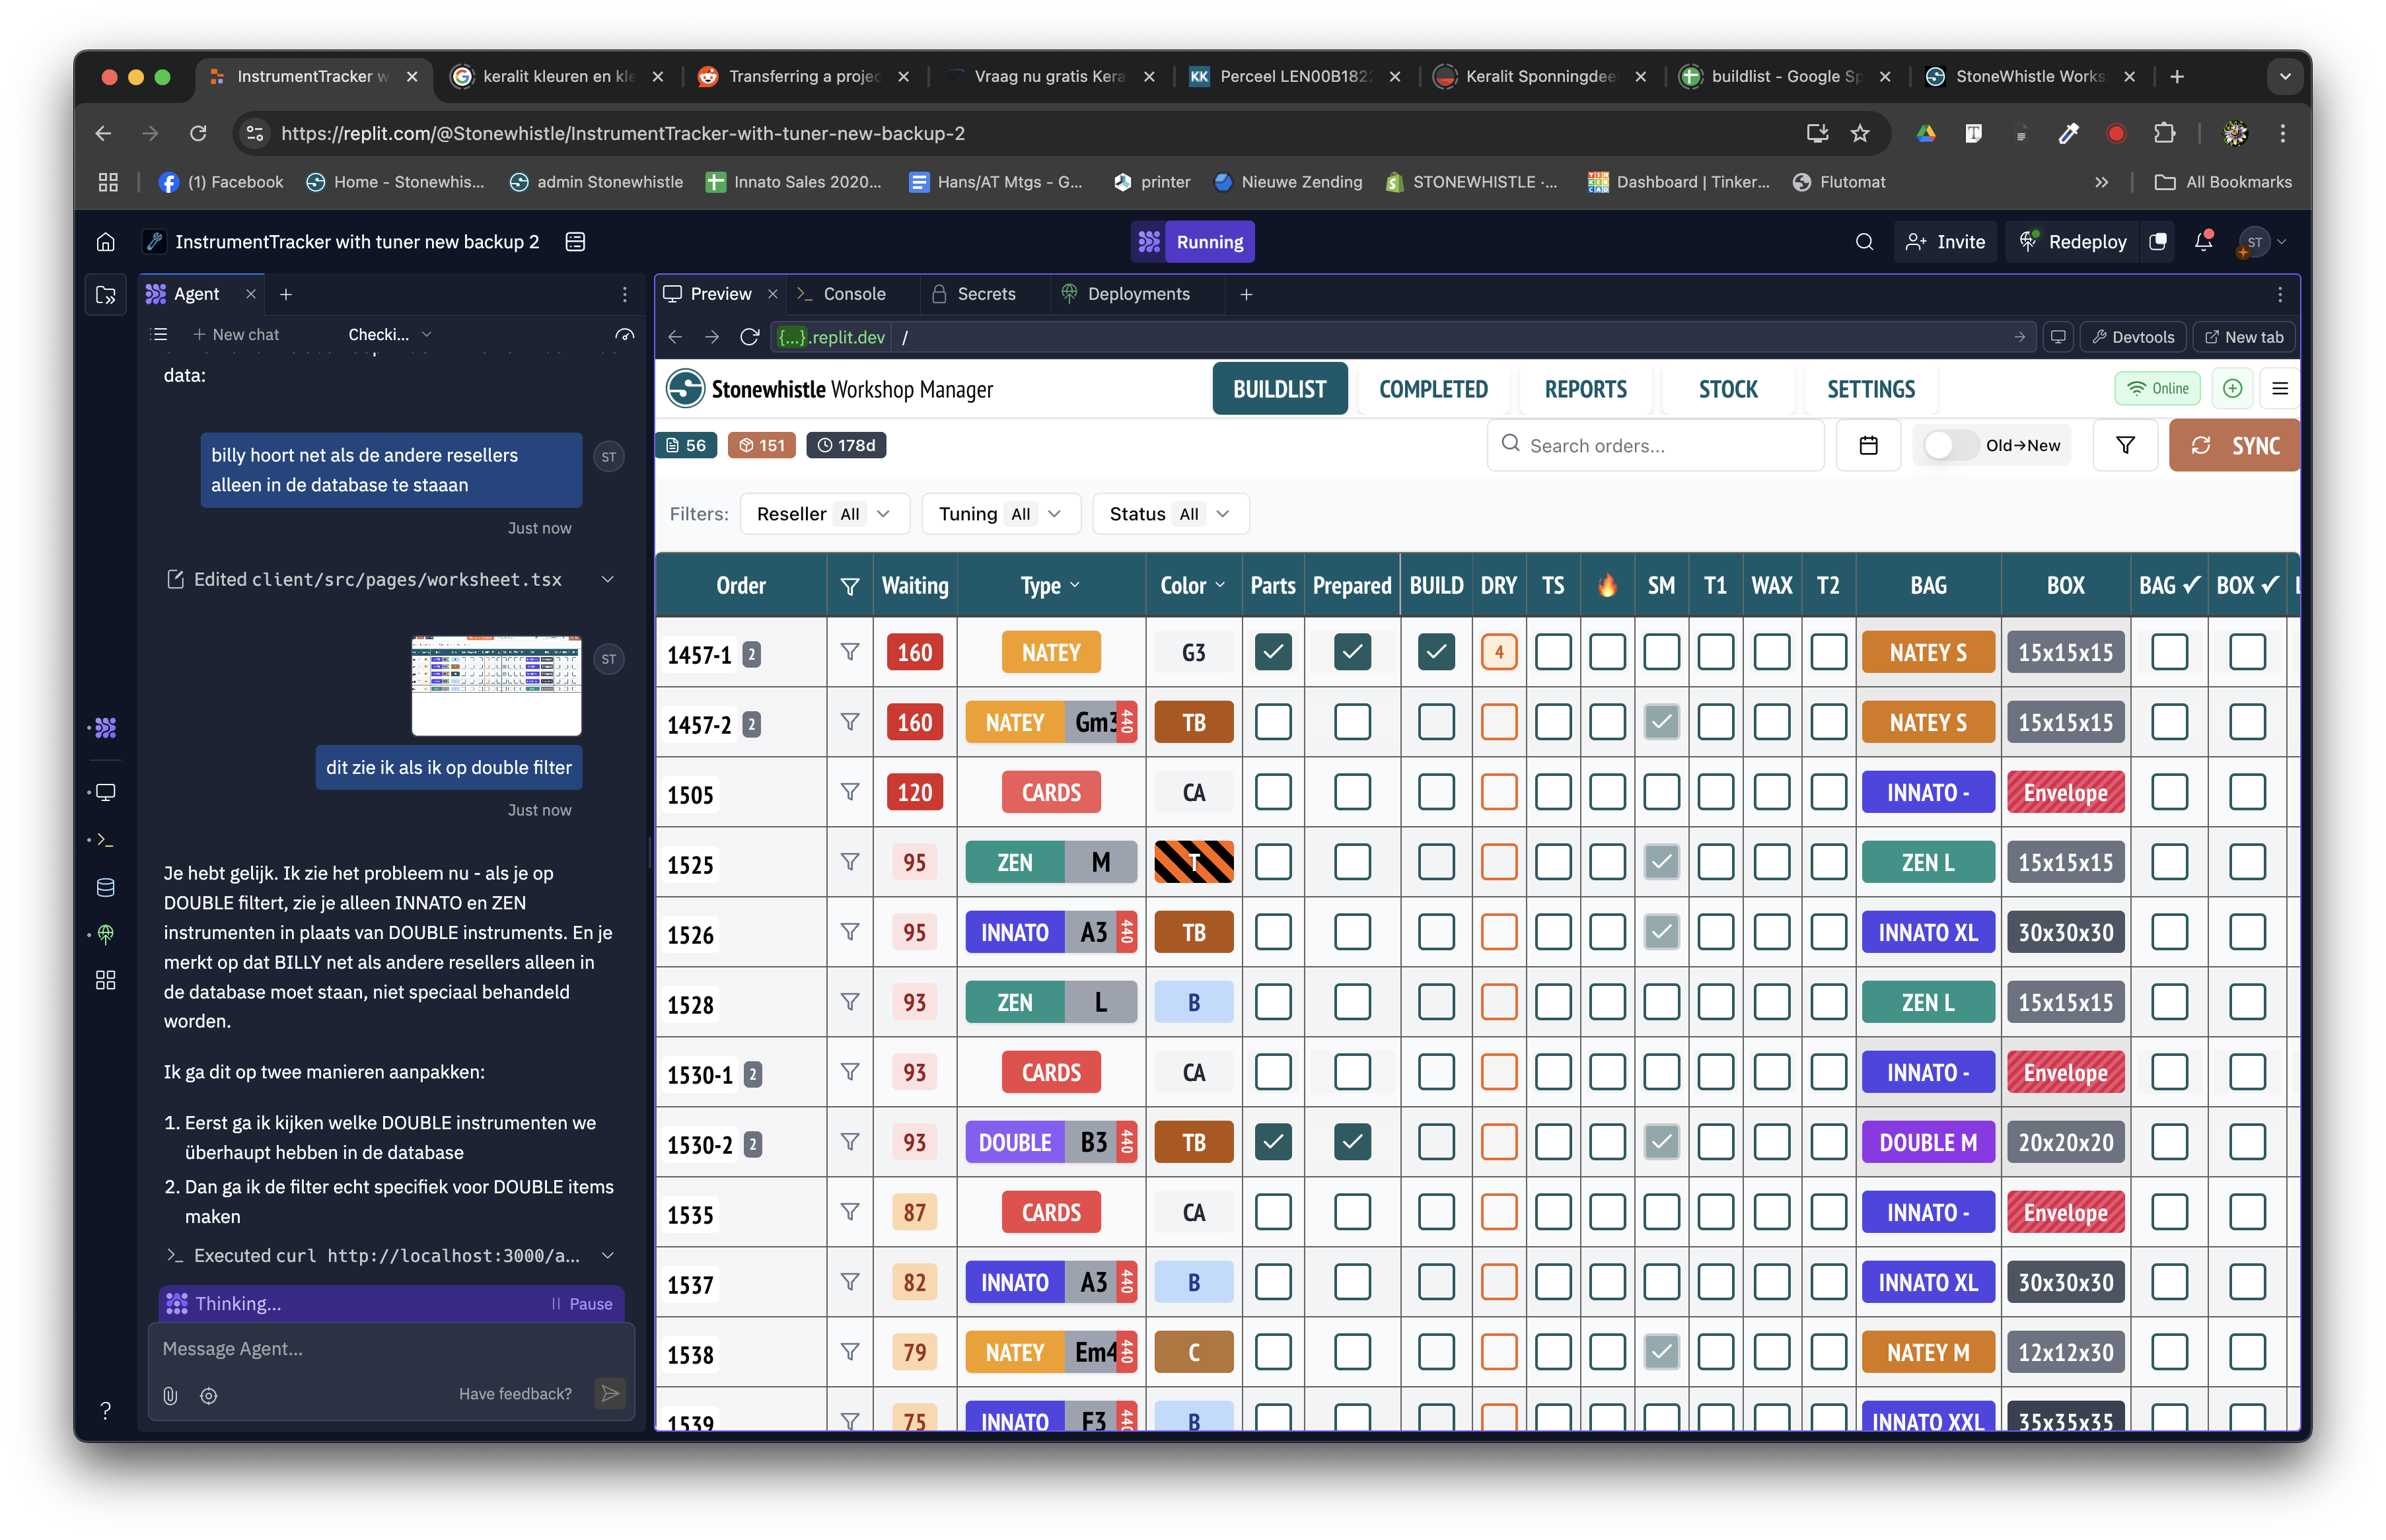 InstrumentTracker w
keralit kleuren en kle
Transferring a projec
Vraag nu gratis Kera
KK Perceel LEN00B1822
Keralit Sponningdee
buildlist - Google Sp
StoneWhistle Works
https://replit.com/@Stonewhistle/InstrumentTracker-with-tuner-new-backup-2
(1) Facebook
Home - Stonewhis...
admin Stonewhistle
Innato Sales 2020...
Hans/AT Mtgs - G...
printer
Nieuwe Zending
STONEWHISTLE ·...
Dashboard | Tinker...
Flutomat
All Bookmarks
InstrumentTracker with tuner new backup 2
Running
Invite
Redeploy
ST
Agent
New chat
Checki...
data:
billy hoort net als de andere resellers
alleen in de database te staaan
ST
Just now
Edited client/src/pages/worksheet.tsx
ST
dit zie ik als ik op double filter
Just now
Je hebt gelijk. Ik zie het probleem nu - als je op
DOUBLE filtert, zie je alleen INNATO en ZEN
instrumenten in plaats van DOUBLE instruments. En je
merkt op dat BILLY net als andere resellers alleen in
de database moet staan, niet speciaal behandeld
worden.
Ik ga dit op twee manieren aanpakken:
1. Eerst ga ik kijken welke DOUBLE instrumenten we
überhaupt hebben in de database
2. Dan ga ik de filter echt specifiek voor DOUBLE items
maken
Executed curl http://localhost:3000/a...
Thinking...
Pause
Message Agent...
Have feedback?
?
Preview
Console
Secrets
Deployments
{...}.replit.dev /
Devtools
New tab
Stonewhistle Workshop Manager
BUILDLIST
COMPLETED
REPORTS
STOCK
SETTINGS
Online
56
151
178d
Search orders...
Old→New
SYNC
Filters:
Reseller All
Tuning All
Status All
Order Waiting Type Color Parts Prepared BUILD DRY TS 🔥 SM T1 WAX T2 BAG BOX BAG ✓ BOX ✓
1457-1 2 160 NATEY G3 4 NATEY S 15x15x15
1457-2 2 160 NATEY Gm3 440 TB NATEY S 15x15x15
1505 120 CARDS CA INNATO - Envelope
1525 95 ZEN M T ZEN L 15x15x15
1526 95 INNATO A3 440 TB INNATO XL 30x30x30
1528 93 ZEN L B ZEN L 15x15x15
1530-1 2 93 CARDS CA INNATO - Envelope
1530-2 2 93 DOUBLE B3 440 TB DOUBLE M 20x20x20
1535 87 CARDS CA INNATO - Envelope
1537 82 INNATO A3 440 B INNATO XL 30x30x30
1538 79 NATEY Em4 440 C NATEY M 12x12x30
1539 75 INNATO F3 440 B INNATO XXL 35x35x35